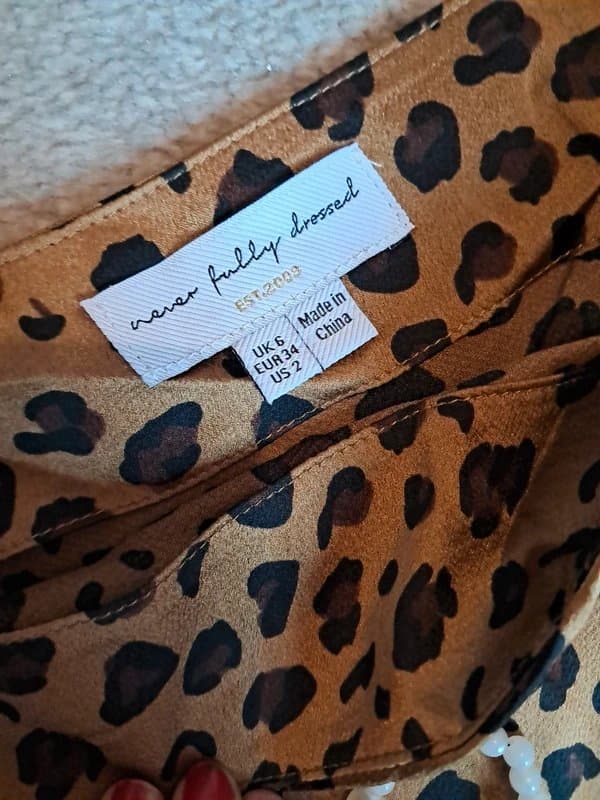 never fully dressed
EST.2009
UK 6
EUR 34
US 2
Made in
China